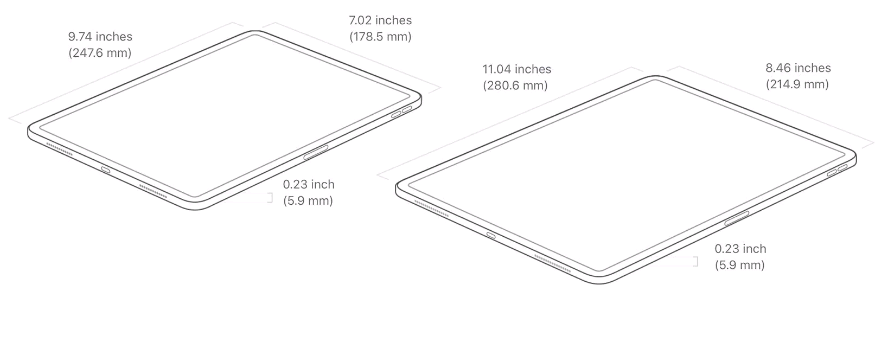 9.74 inches
(247.6 mm)
7.02 inches
(178.5 mm)
0.23 inch
(5.9 mm)
11.04 inches
(280.6 mm)
8.46 inches
(214.9 mm)
0.23 inch
(5.9 mm)